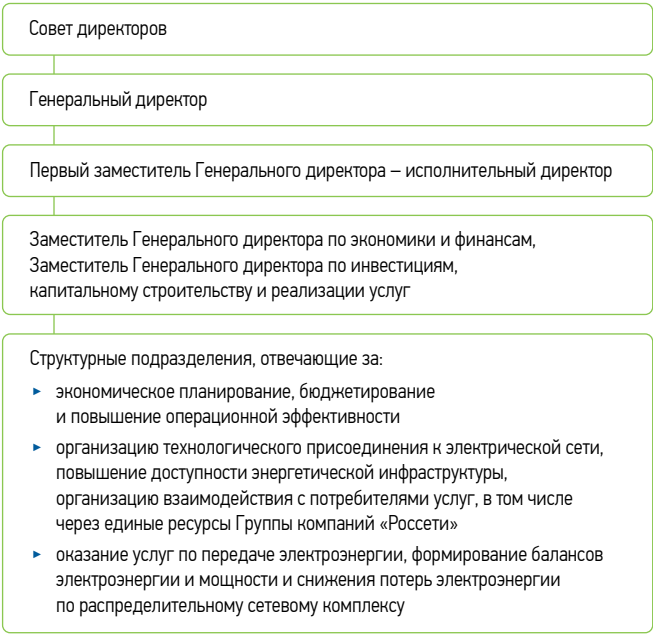 Совет директоров
Генеральный директор
Первый заместитель Генерального директора – исполнительный директор
Заместитель Генерального директора по экономики и финансам,
Заместитель Генерального директора по инвестициям,
капитальному строительству и реализации услуг
Структурные подразделения, отвечающие за:
▸ экономическое планирование, бюджетирование
и повышение операционной эффективности
▸ организацию технологического присоединения к электрической сети,
повышение доступности энергетической инфраструктуры,
организацию взаимодействия с потребителями услуг, в том числе
через единые ресурсы Группы компаний «Россети»
▸ оказание услуг по передаче электроэнергии, формирование балансов
электроэнергии и мощности и снижения потерь электроэнергии
по распределительному сетевому комплексу